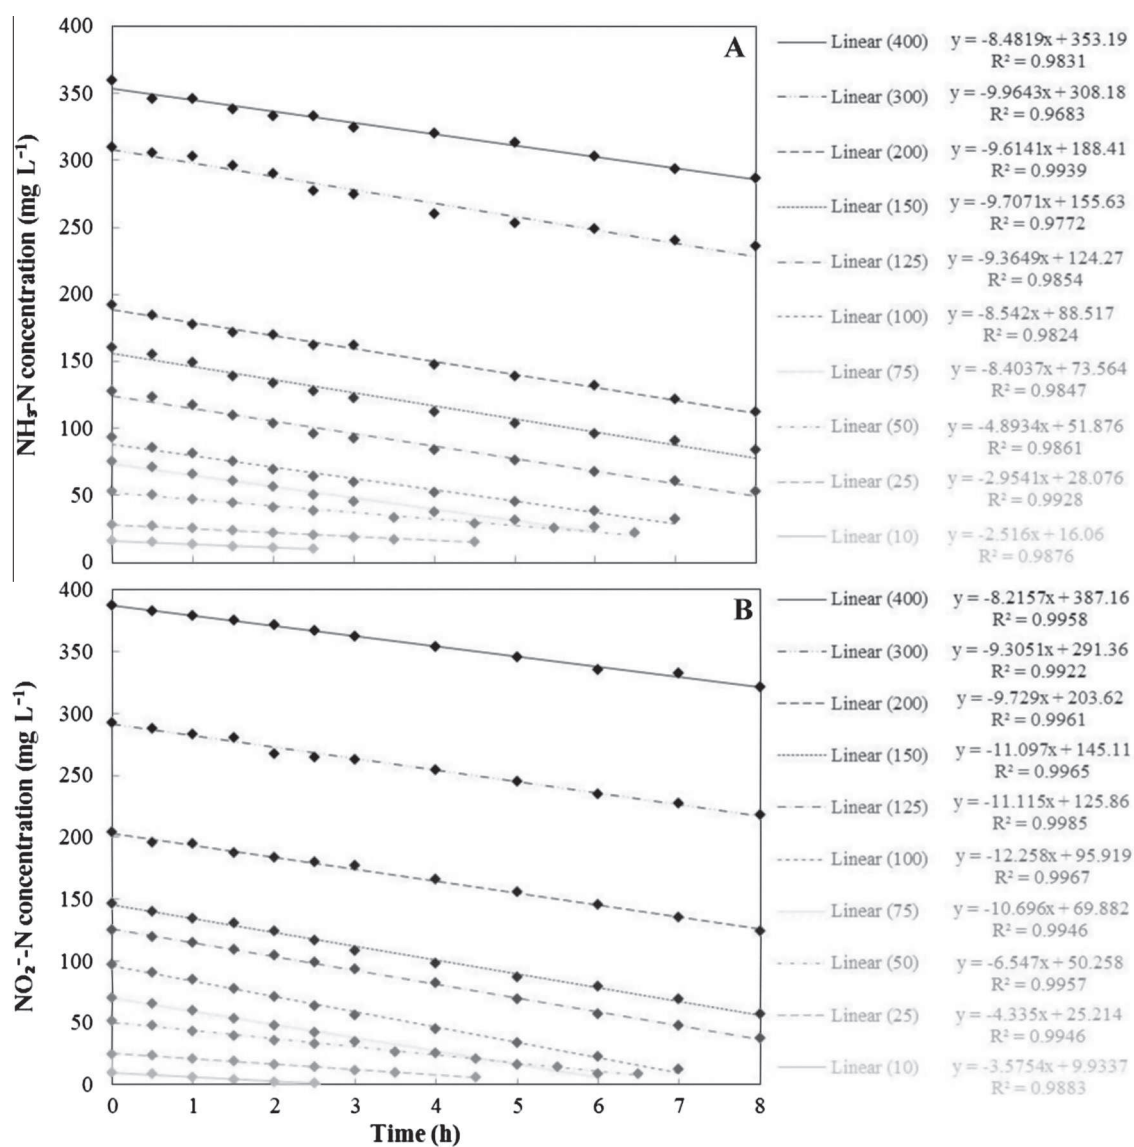 400
350
300
250
200
150
100
50
0
NH₃-N concentration (mg L⁻¹)
A
Linear (400) y = -8.4819x + 353.19
R² = 0.9831
Linear (300) y = -9.9643x + 308.18
R² = 0.9683
Linear (200) y = -9.6141x + 188.41
R² = 0.9939
Linear (150) y = -9.7071x + 155.63
R² = 0.9772
Linear (125) y = -9.3649x + 124.27
R² = 0.9854
Linear (100) y = -8.542x + 88.517
R² = 0.9824
Linear (75) y = -8.4037x + 73.564
R² = 0.9847
Linear (50) y = -4.8934x + 51.876
R² = 0.9861
Linear (25) y = -2.9541x + 28.076
R² = 0.9928
Linear (10) y = -2.516x + 16.06
R² = 0.9876
400
350
300
250
200
150
100
50
0
NO₂⁻-N concentration (mg L⁻¹)
B
Linear (400) y = -8.2157x + 387.16
R² = 0.9958
Linear (300) y = -9.3051x + 291.36
R² = 0.9922
Linear (200) y = -9.729x + 203.62
R² = 0.9961
Linear (150) y = -11.097x + 145.11
R² = 0.9965
Linear (125) y = -11.115x + 125.86
R² = 0.9985
Linear (100) y = -12.258x + 95.919
R² = 0.9967
Linear (75) y = -10.696x + 69.882
R² = 0.9946
Linear (50) y = -6.547x + 50.258
R² = 0.9957
Linear (25) y = -4.335x + 25.214
R² = 0.9946
Linear (10) y = -3.5754x + 9.9337
R² = 0.9883
0 1 2 3 4 5 6 7 8
Time (h)